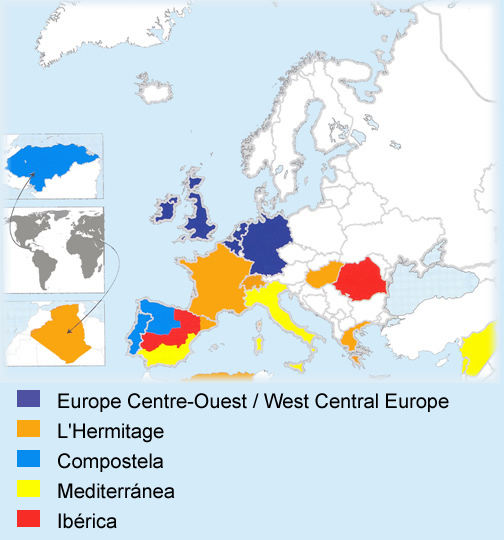 Europe Centre-Ouest / West Central Europe
L'Hermitage
Compostela
Mediterránea
Ibérica